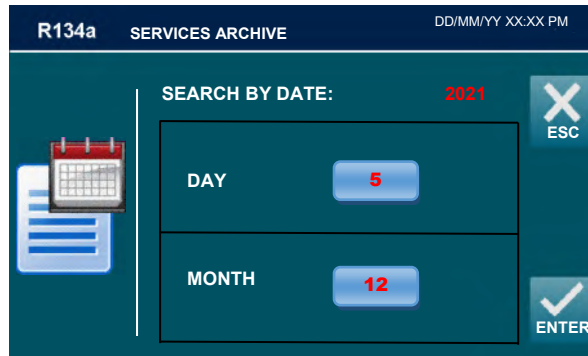 R134a SERVICES ARCHIVE DD/MM/YY XX:XX PM
SEARCH BY DATE: 2021
ESC
DAY 5
MONTH 12
ENTER